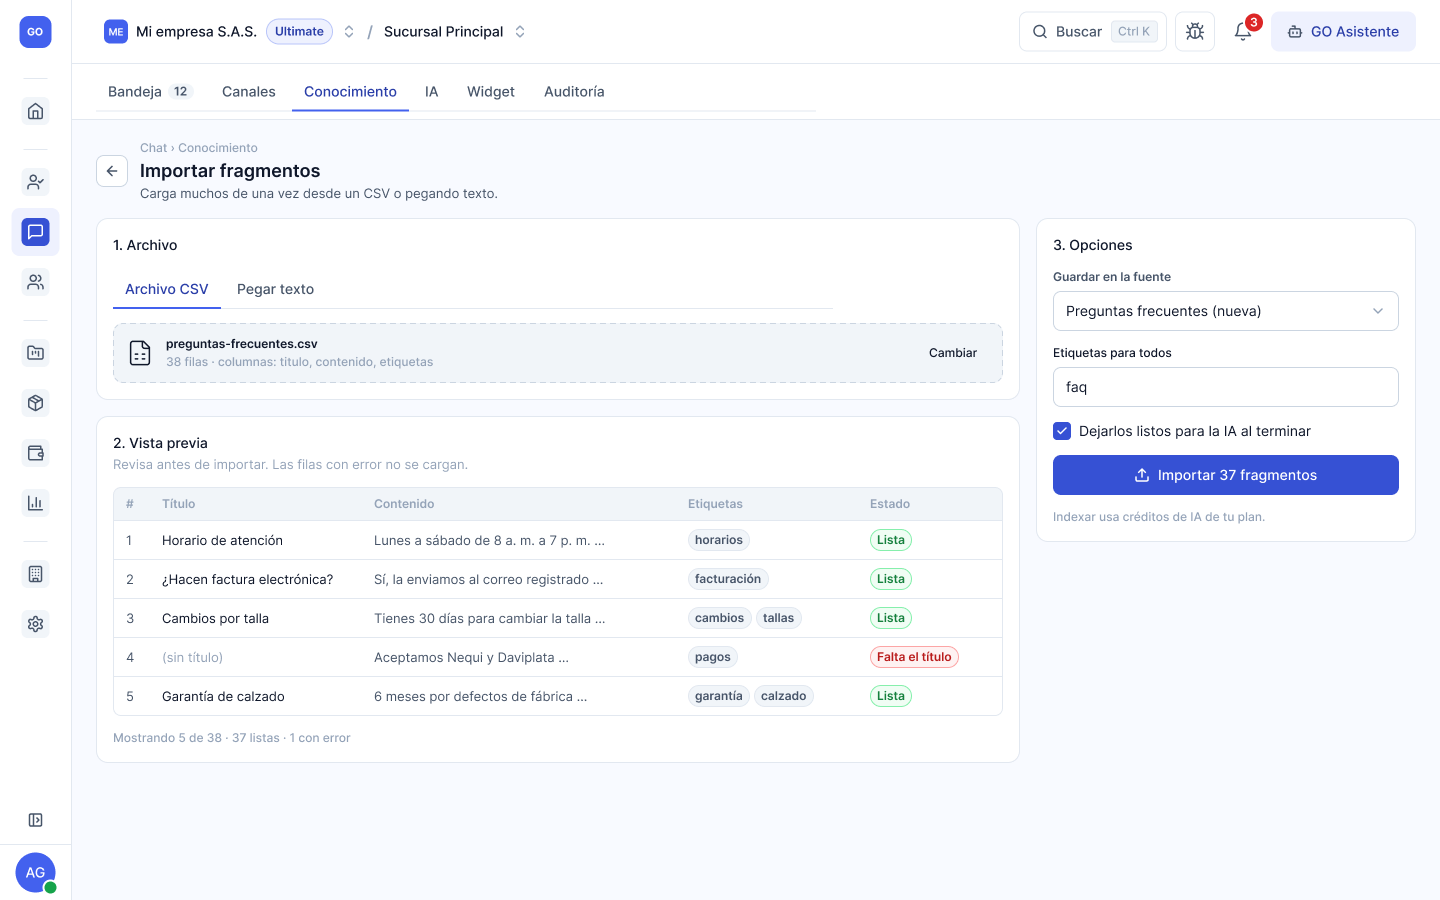 GO
ME Mi empresa S.A.S. Ultimate / Sucursal Principal
Buscar Ctrl K
3
GO Asistente
Bandeja 12 Canales Conocimiento IA Widget Auditoría
Chat › Conocimiento
Importar fragmentos
Carga muchos de una vez desde un CSV o pegando texto.
1. Archivo
Archivo CSV Pegar texto
preguntas-frecuentes.csv
38 filas · columnas: titulo, contenido, etiquetas
Cambiar
2. Vista previa
Revisa antes de importar. Las filas con error no se cargan.
# Título Contenido Etiquetas Estado
1 Horario de atención Lunes a sábado de 8 a. m. a 7 p. m. ... horarios Lista
2 ¿Hacen factura electrónica? Sí, la enviamos al correo registrado ... facturación Lista
3 Cambios por talla Tienes 30 días para cambiar la talla ... cambios tallas Lista
4 (sin título) Aceptamos Nequi y Daviplata ... pagos Falta el título
5 Garantía de calzado 6 meses por defectos de fábrica ... garantía calzado Lista
Mostrando 5 de 38 · 37 listas · 1 con error
3. Opciones
Guardar en la fuente
Preguntas frecuentes (nueva)
Etiquetas para todos
faq
Dejarlos listos para la IA al terminar
Importar 37 fragmentos
Indexar usa créditos de IA de tu plan.
AG